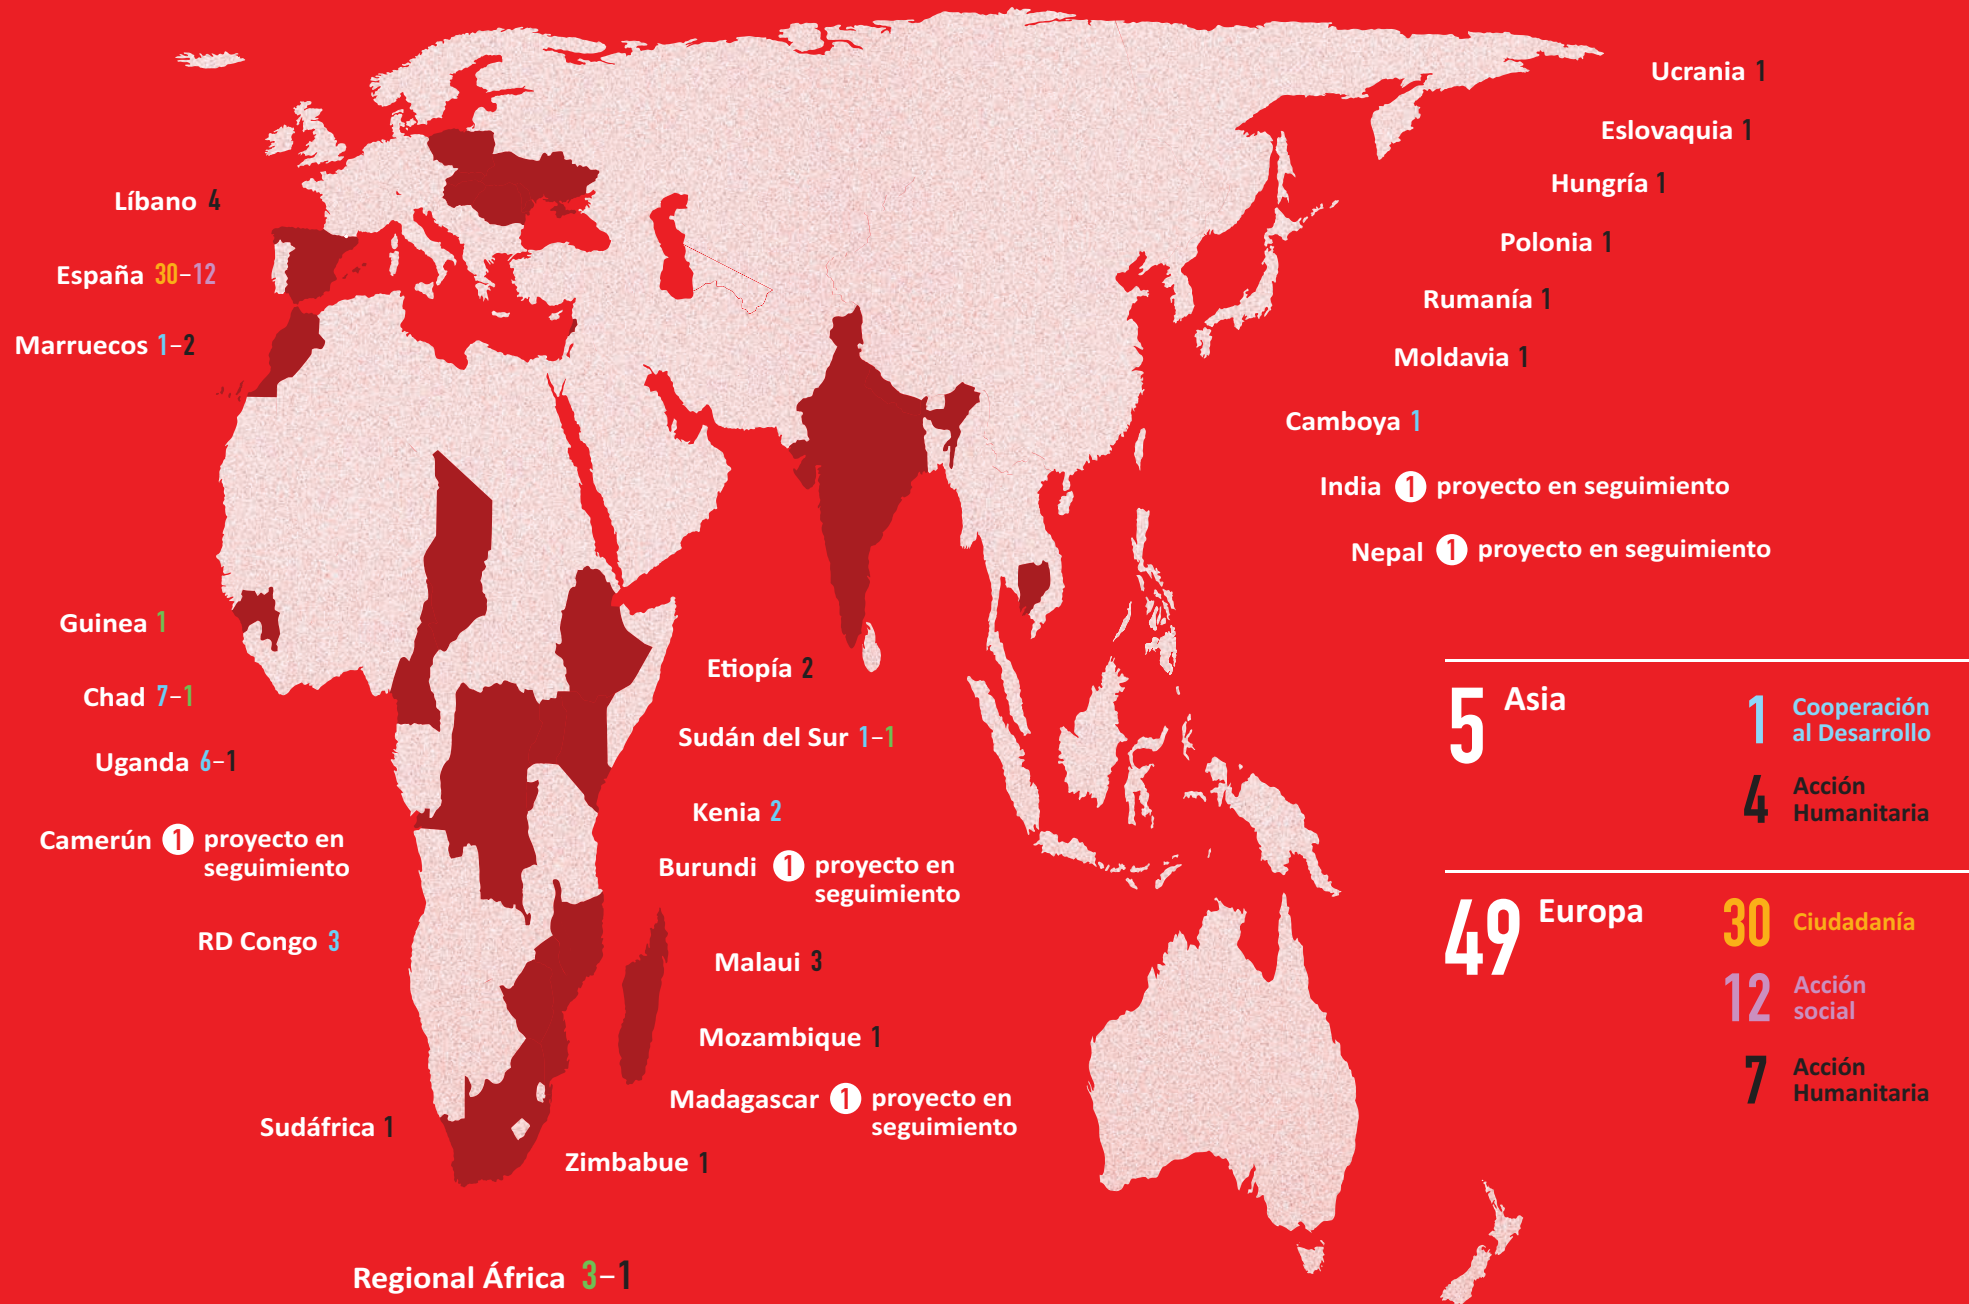 Líbano 4
España 30–12
Marruecos 1–2
Guinea 1
Chad 7–1
Uganda 6–1
Camerún 1 proyecto en
seguimiento
RD Congo 3
Sudáfrica 1
Regional África 3–1
Etiopía 2
Sudán del Sur 1–1
Kenia 2
Burundi 1 proyecto en
seguimiento
Malaui 3
Mozambique 1
Madagascar 1 proyecto en
seguimiento
Zimbabue 1
Ucrania 1
Eslovaquia 1
Hungría 1
Polonia 1
Rumanía 1
Moldavia 1
Camboya 1
India 1 proyecto en seguimiento
Nepal 1 proyecto en seguimiento
5 Asia
1 Cooperación
al Desarrollo
4 Acción
Humanitaria
49 Europa
30 Ciudadanía
12 Acción
social
7 Acción
Humanitaria